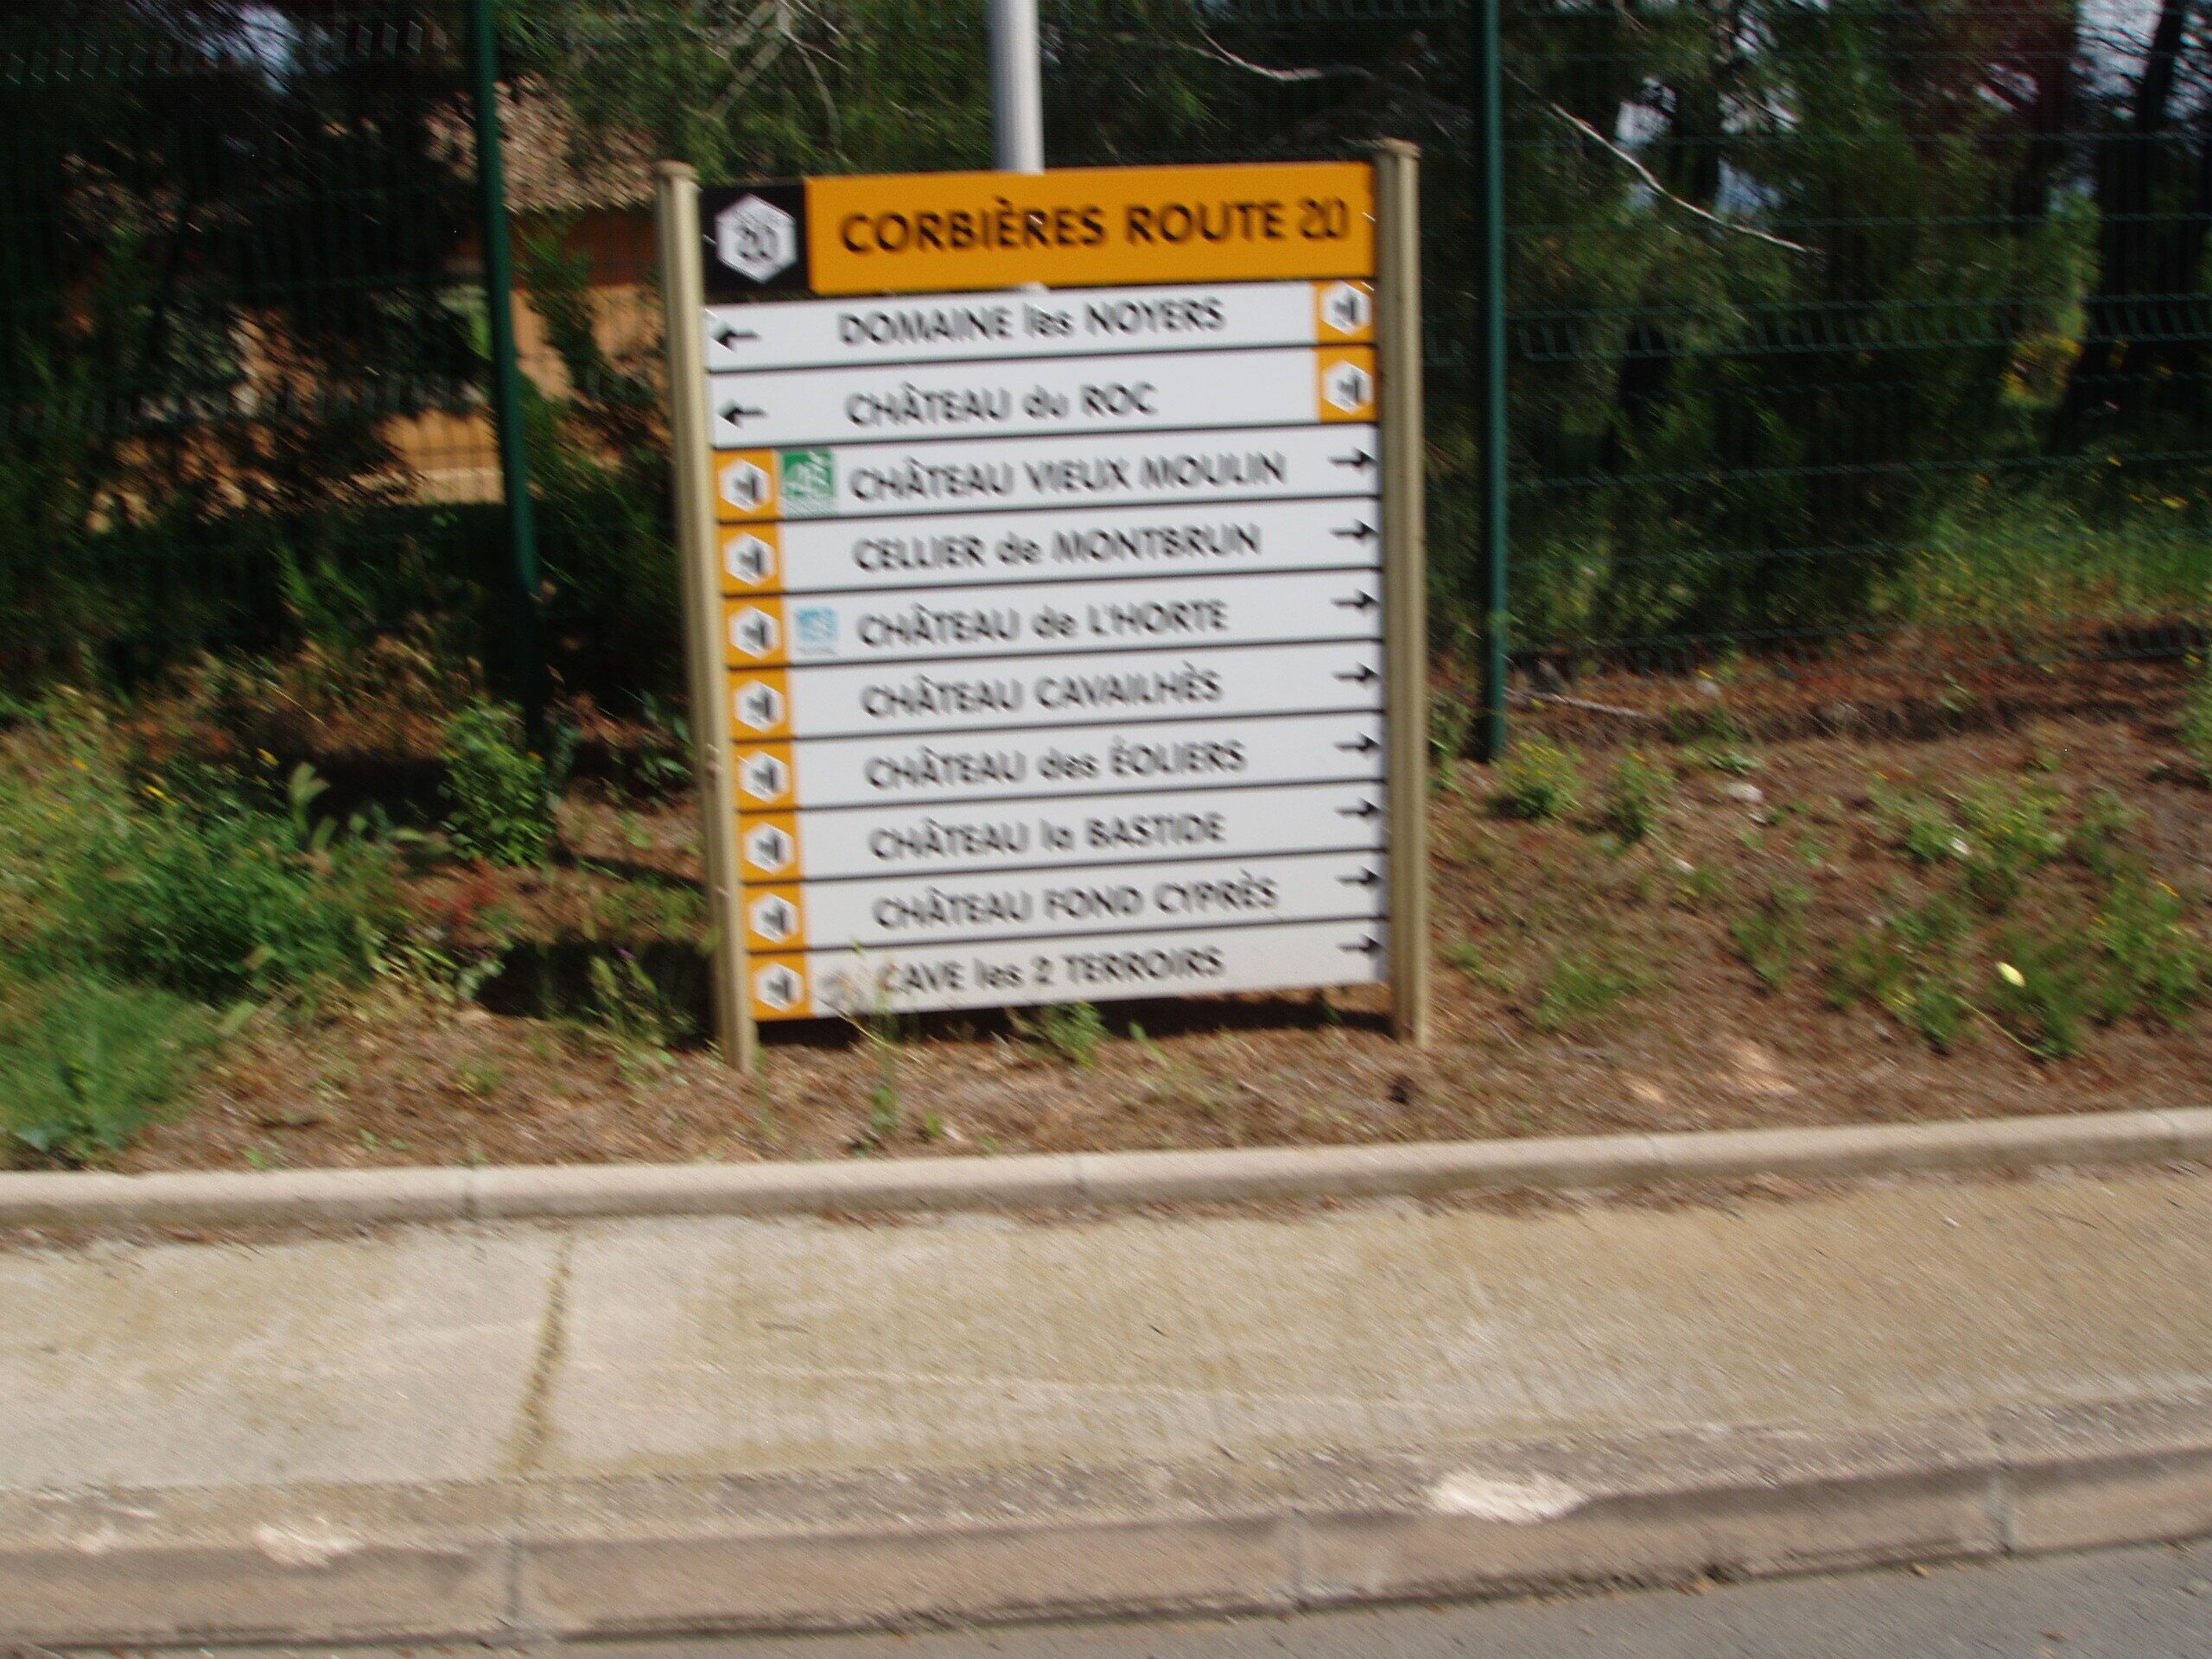 20
CORBIÈRES ROUTE 20
DOMAINE les NOYERS
CHÂTEAU du ROC
AB CHÂTEAU VIEUX MOULIN
CELLIER de MONTBRUN
CHÂTEAU de L'HORTE
CHÂTEAU CAVAILHÈS
CHÂTEAU des ÉOLIERS
CHÂTEAU la BASTIDE
CHÂTEAU FOND CYPRÈS
CAVE les 2 TERROIRS